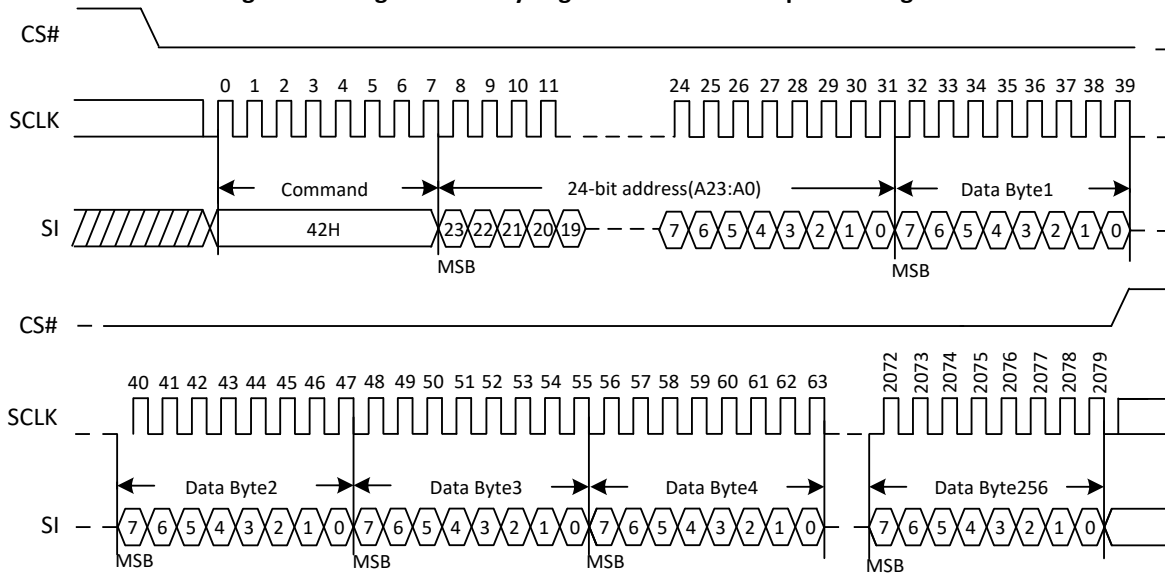 CS#
0 1 2 3 4 5 6 7 8 9 10 11 24 25 26 27 28 29 30 31 32 33 34 35 36 37 38 39
SCLK
Command 24-bit address(A23:A0) Data Byte1
SI 42H 23 22 21 20 19 7 6 5 4 3 2 1 0 7 6 5 4 3 2 1 0
MSB MSB
CS#
40 41 42 43 44 45 46 47 48 49 50 51 52 53 54 55 56 57 58 59 60 61 62 63 2072 2073 2074 2075 2076 2077 2078 2079
SCLK
Data Byte2 Data Byte3 Data Byte4 Data Byte256
SI 7 6 5 4 3 2 1 0 7 6 5 4 3 2 1 0 7 6 5 4 3 2 1 0 7 6 5 4 3 2 1 0
MSB MSB MSB MSB